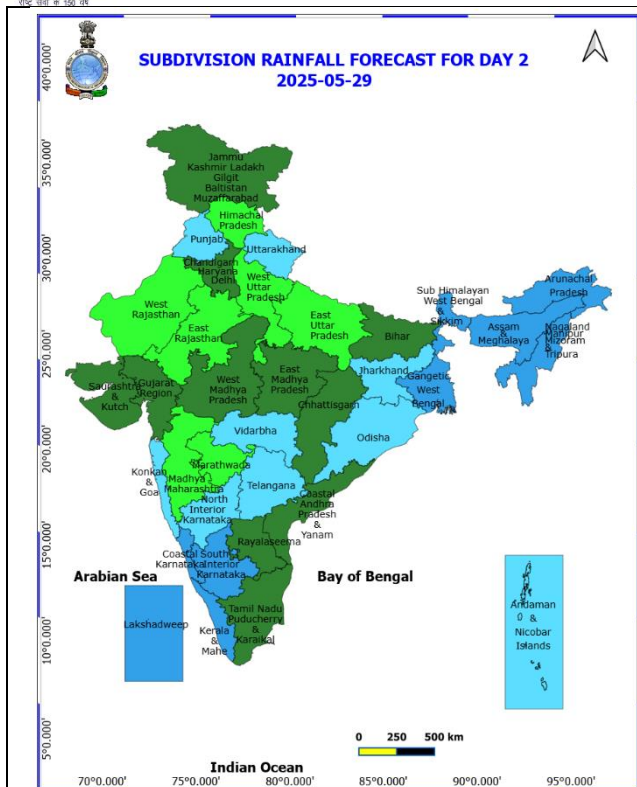 राष्ट्र सेवा के 150 वर्ष
SUBDIVISION RAINFALL FORECAST FOR DAY 2
2025-05-29
40°0.000'
35°0.000'
30°0.000'
25°0.000'
20°0.000'
15°0.000'
10°0.000'
5°0.000'
Jammu
Kashmir Ladakh
Gilgit
Baltistan
Muzaffarabad
Himachal
Pradesh
Punjab
Uttarakhand
Chandigarh
Haryana
Delhi
West
Uttar
Pradesh
West
Rajasthan
East
Rajasthan
East
Uttar
Pradesh
Sub Himalayan
West Bengal
&
Sikkim
Arunachal
Pradesh
Assam
&
Meghalaya
Nagaland
Manipur
Mizoram
&
Tripura
Bihar
Jharkhand
Gangetic
West
Bengal
Saurashtra
&
Kutch
Gujarat
Region
West
Madhya
Pradesh
East
Madhya
Pradesh
Chhattisgarh
Vidarbha
Odisha
Konkan
&
Goa
Madhya
Maharashtra
Marathwada
Telangana
North
Interior
Karnataka
Coastal
Andhra
Pradesh
&
Yanam
Rayalaseema
Coastal
Karnataka
South
Interior
Karnataka
Arabian Sea
Bay of Bengal
Lakshadweep
Kerala
&
Mahe
Tamil Nadu
Puducherry
&
Karaikal
Andaman
&
Nicobar
Islands
0 250 500 km
Indian Ocean
70°0.000' 75°0.000' 80°0.000' 85°0.000' 90°0.000' 95°0.000'